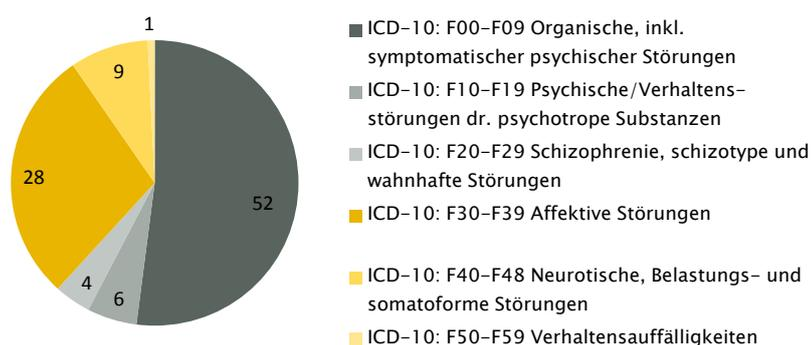 1
9
28
52
4
6
ICD-10: F00-F09 Organische, inkl.
symptomatischer psychischer Störungen
ICD-10: F10-F19 Psychische/Verhaltens-
störungen dr. psychotrope Substanzen
ICD-10: F20-F29 Schizophrenie, schizotype und
wahnhafte Störungen
ICD-10: F30-F39 Affektive Störungen
ICD-10: F40-F48 Neurotische, Belastungs- und
somatoforme Störungen
ICD-10: F50-F59 Verhaltensauffälligkeiten